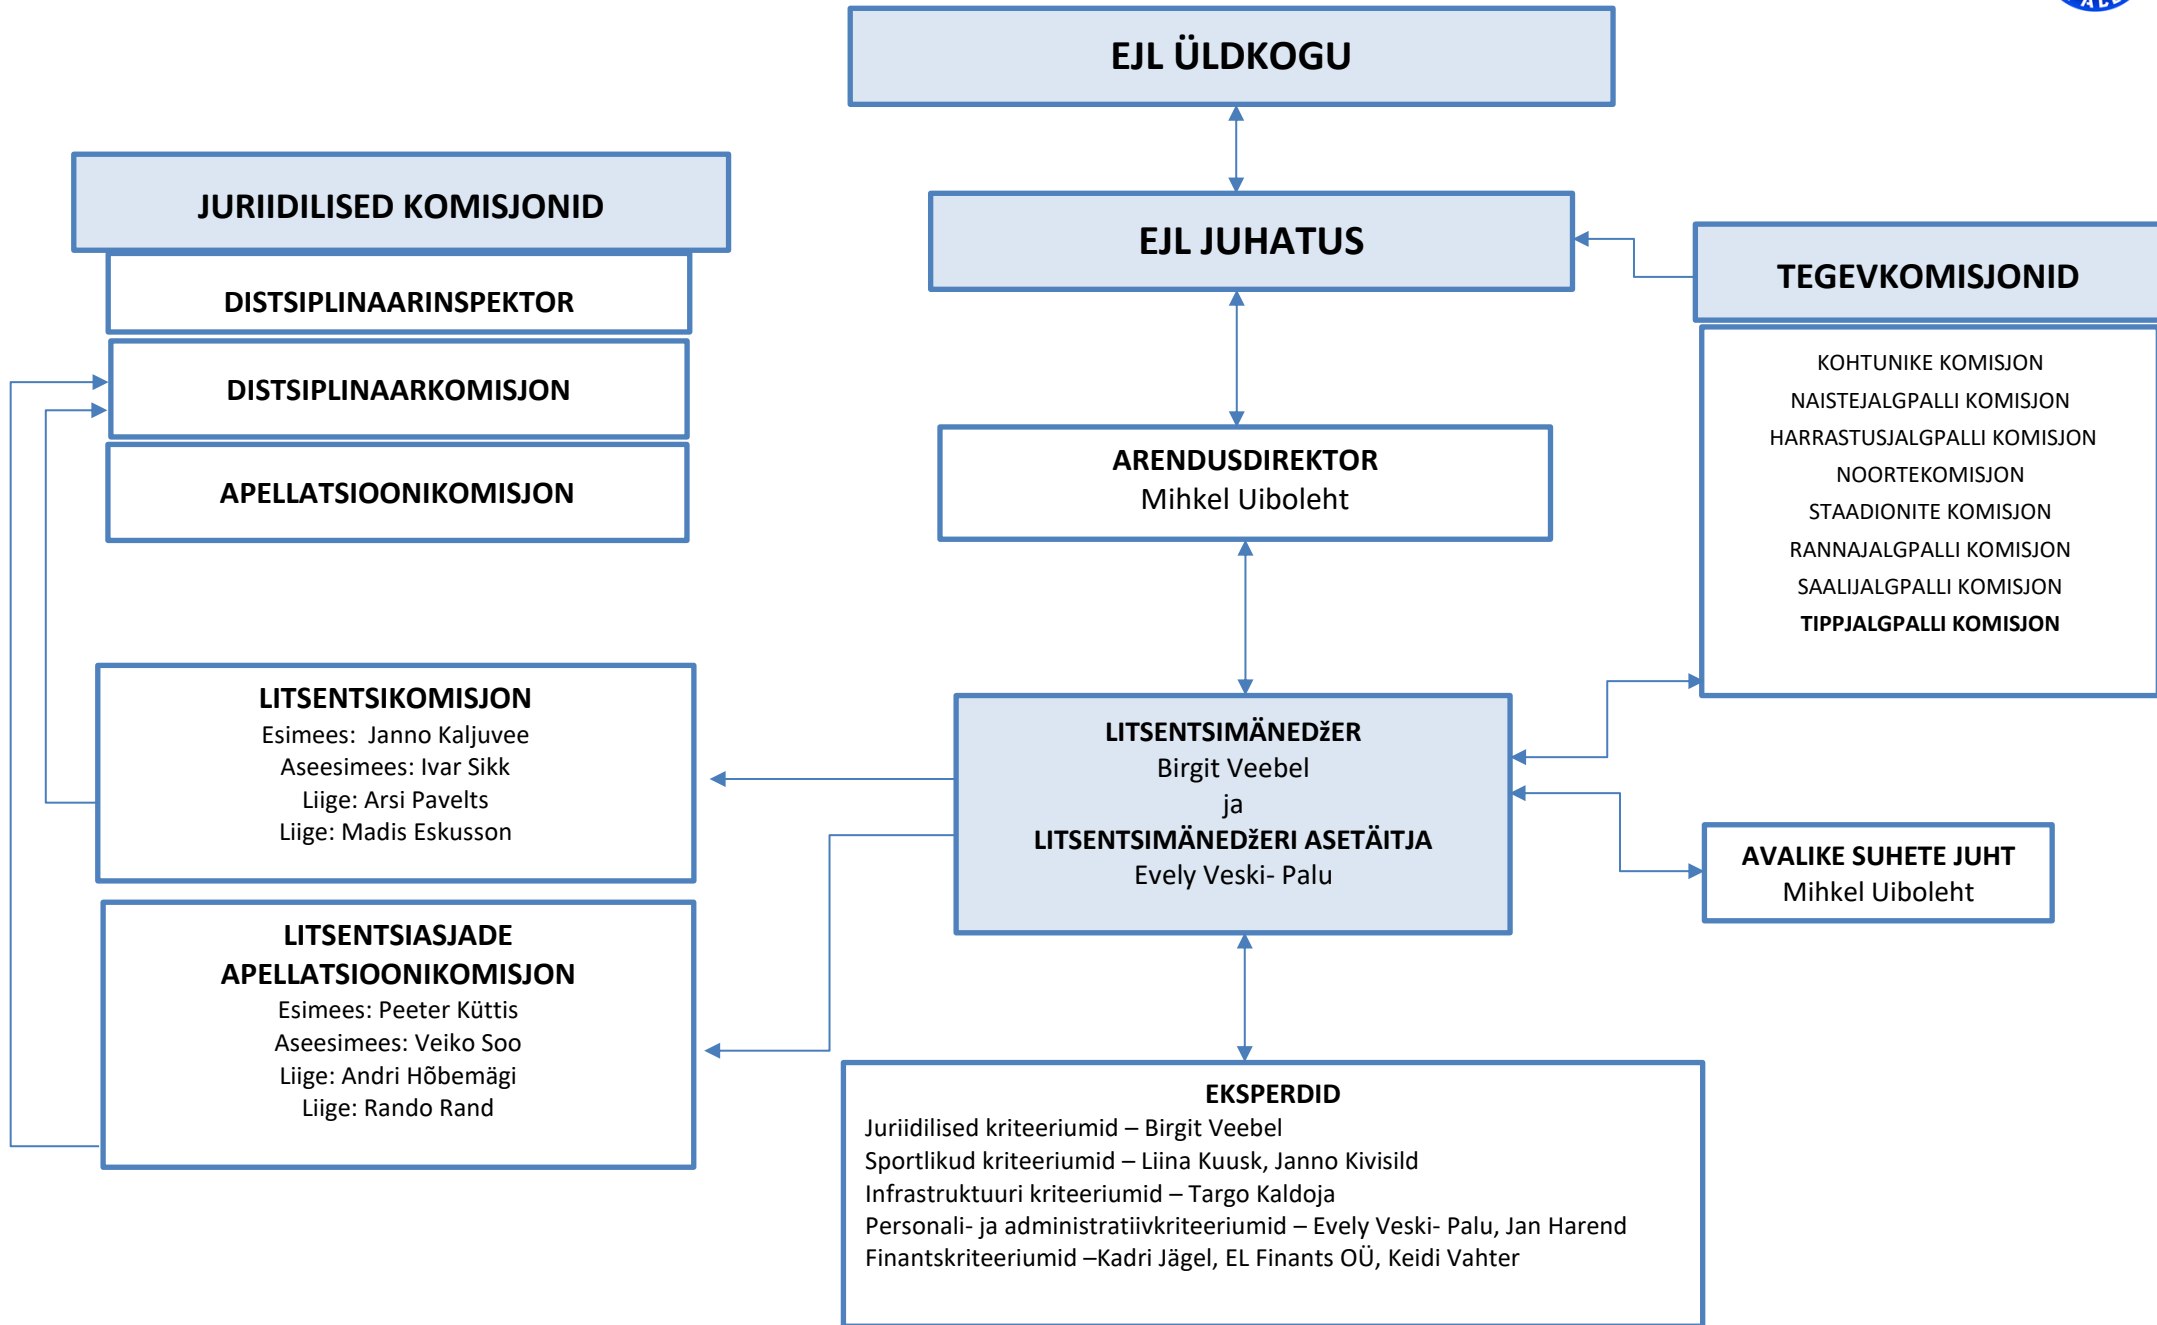 EJL ÜLDKOGU
JURIIDILISED KOMISJONID
DISTSIPLINAARINSPEKTOR
DISTSIPLINAARKOMISJON
APELLATSIOONIKOMISJON
EJL JUHATUS
TEGEVKOMISJONID
KOHTUNIKE KOMISJON
NAISTEJALGPALLI KOMISJON
HARRASTUSJALGPALLI KOMISJON
NOORTEKOMISJON
STAADIONITE KOMISJON
RANNAJALGPALLI KOMISJON
SAALIJALGPALLI KOMISJON
TIPPJALGPALLI KOMISJON
ARENDUSDIREKTOR
Mihkel Uiboleht
LITSENTSIKOMISJON
Esimees: Janno Kaljuvee
Aseesimees: Ivar Sikk
Liige: Arsi Pavelts
Liige: Madis Eskusson
LITSENTSIMÄNEDžER
Birgit Veebel
ja
LITSENTSIMÄNEDžERI ASETÄITJA
Evely Veski- Palu
AVALIKE SUHETE JUHT
Mihkel Uiboleht
LITSENTSIASJADE
APELLATSIOONIKOMISJON
Esimees: Peeter Küttis
Aseesimees: Veiko Soo
Liige: Andri Hõbemägi
Liige: Rando Rand
EKSPERDID
Juriidilised kriteeriumid – Birgit Veebel
Sportlikud kriteeriumid – Liina Kuusk, Janno Kivisild
Infrastruktuuri kriteeriumid – Targo Kaldoja
Personali- ja administratiivkriteeriumid – Evely Veski- Palu, Jan Harend
Finantskriteeriumid –Kadri Jägel, EL Finants OÜ, Keidi Vahter